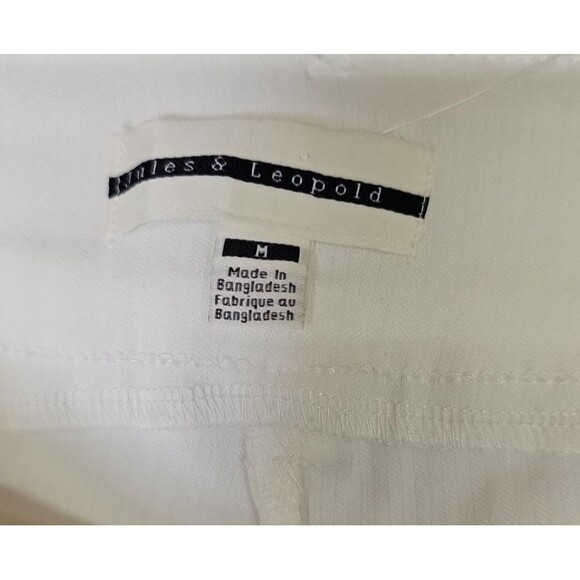 Jules & Leopold
M
Made In
Bangladesh
Fabrique au
Bangladesh